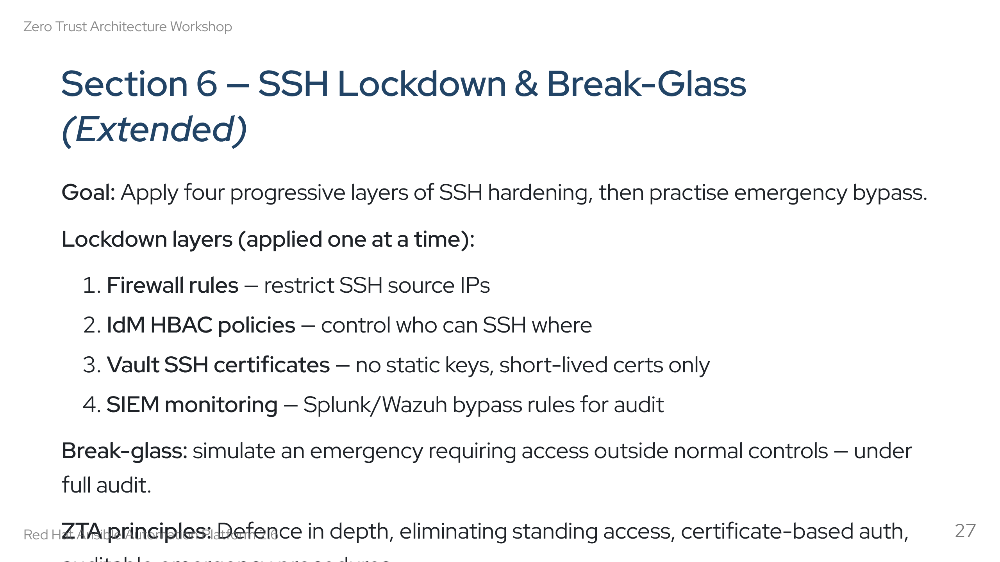 Zero Trust Architecture Workshop
Section 6 – SSH Lockdown & Break-Glass
(Extended)
Goal: Apply four progressive layers of SSH hardening, then practise emergency bypass.
Lockdown layers (applied one at a time):
1. Firewall rules – restrict SSH source IPs
2. IdM HBAC policies – control who can SSH where
3. Vault SSH certificates – no static keys, short-lived certs only
4. SIEM monitoring – Splunk/Wazuh bypass rules for audit
Break-glass: simulate an emergency requiring access outside normal controls – under
full audit.
ZTA principles: Defence in depth, eliminating standing access, certificate-based auth,
auditable emergency procedures
Red Hat Ansible Automation Platform 2.6
27